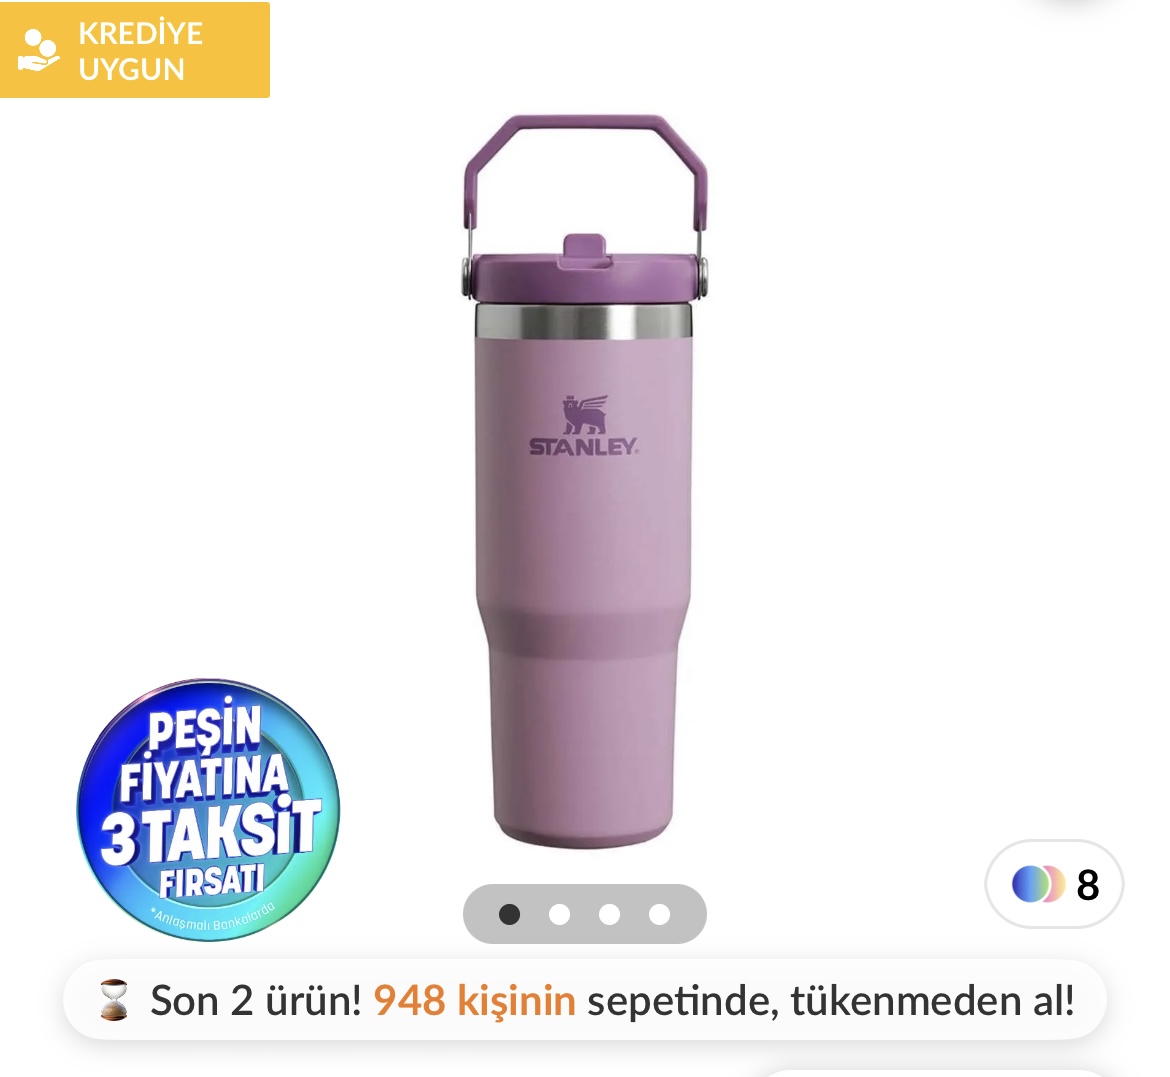 KREDİYE
UYGUN
STANLEY
PEŞİN
FİYATINA
3 TAKSİT
FIRSATI
*Anlaşmalı Bankalarda
8
Son 2 ürün! 948 kişinin sepetinde, tükenmeden al!